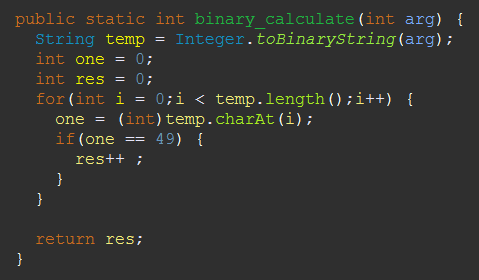 public static int binary_calculate(int arg) {
String temp = Integer.toBinaryString(arg);
int one = 0;
int res = 0;
for(int i = 0;i < temp.length();i++) {
one = (int)temp.charAt(i);
if(one == 49) {
res++ ;
}
}
return res;
}